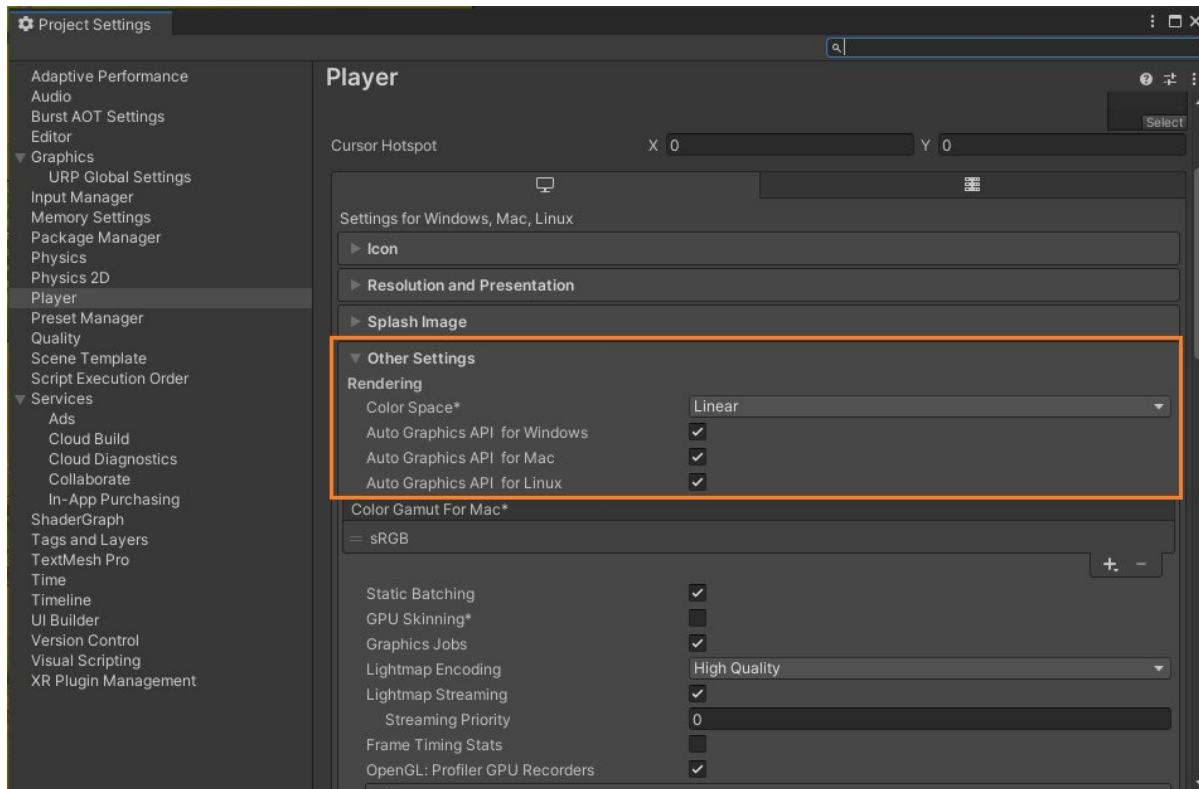 Project Settings
Adaptive Performance
Audio
Burst AOT Settings
Editor
Graphics
URP Global Settings
Input Manager
Memory Settings
Package Manager
Physics
Physics 2D
Player
Preset Manager
Quality
Scene Template
Script Execution Order
Services
Ads
Cloud Build
Cloud Diagnostics
Collaborate
In-App Purchasing
ShaderGraph
Tags and Layers
TextMesh Pro
Time
Timeline
UI Builder
Version Control
Visual Scripting
XR Plugin Management
Player
Select
Cursor Hotspot X 0 Y 0
Settings for Windows, Mac, Linux
Icon
Resolution and Presentation
Splash Image
Other Settings
Rendering
Color Space* Linear
Auto Graphics API for Windows
Auto Graphics API for Mac
Auto Graphics API for Linux
Color Gamut For Mac*
sRGB
Static Batching
GPU Skinning*
Graphics Jobs
Lightmap Encoding High Quality
Lightmap Streaming
Streaming Priority 0
Frame Timing Stats
OpenGL: Profiler GPU Recorders